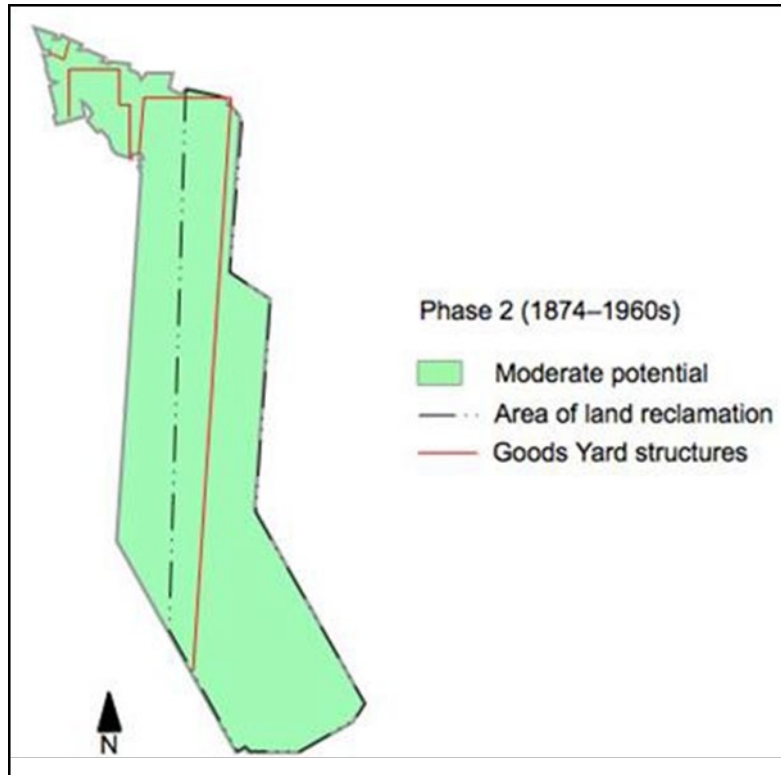 Phase 2 (1874–1960s)
Moderate potential
Area of land reclamation
Goods Yard structures
N